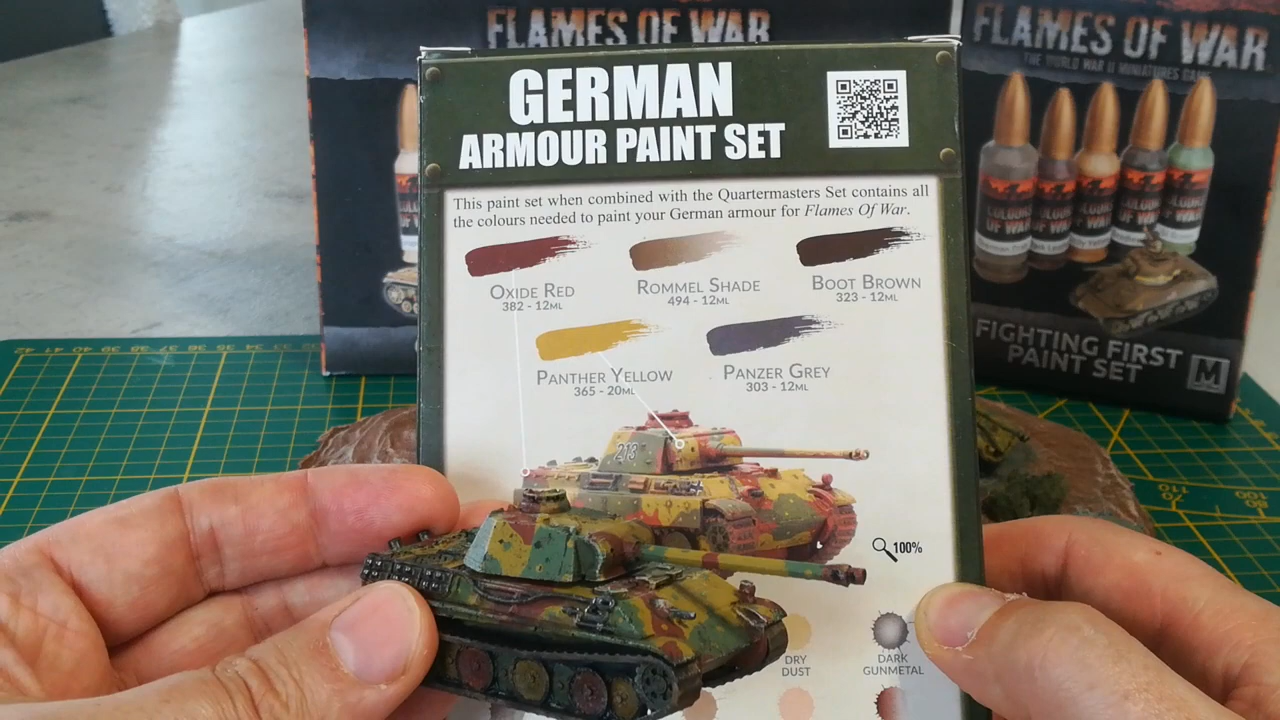 FLAMES OF WAR
FLAMES OF WAR
THE WORLD WAR II MINIATURES GAME
GERMAN
ARMOUR PAINT SET
This paint set when combined with the Quartermasters Set contains all
the colours needed to paint your German armour for Flames Of War.
OXIDE RED
382 - 12ML
ROMMEL SHADE
494 - 12ML
BOOT BROWN
323 - 12ML
PANTHER YELLOW
365 - 20ML
PANZER GREY
303 - 12ML
213
100%
DRY
DUST
DARK
GUNMETAL
FIGHTING FIRST
PAINT SET
M